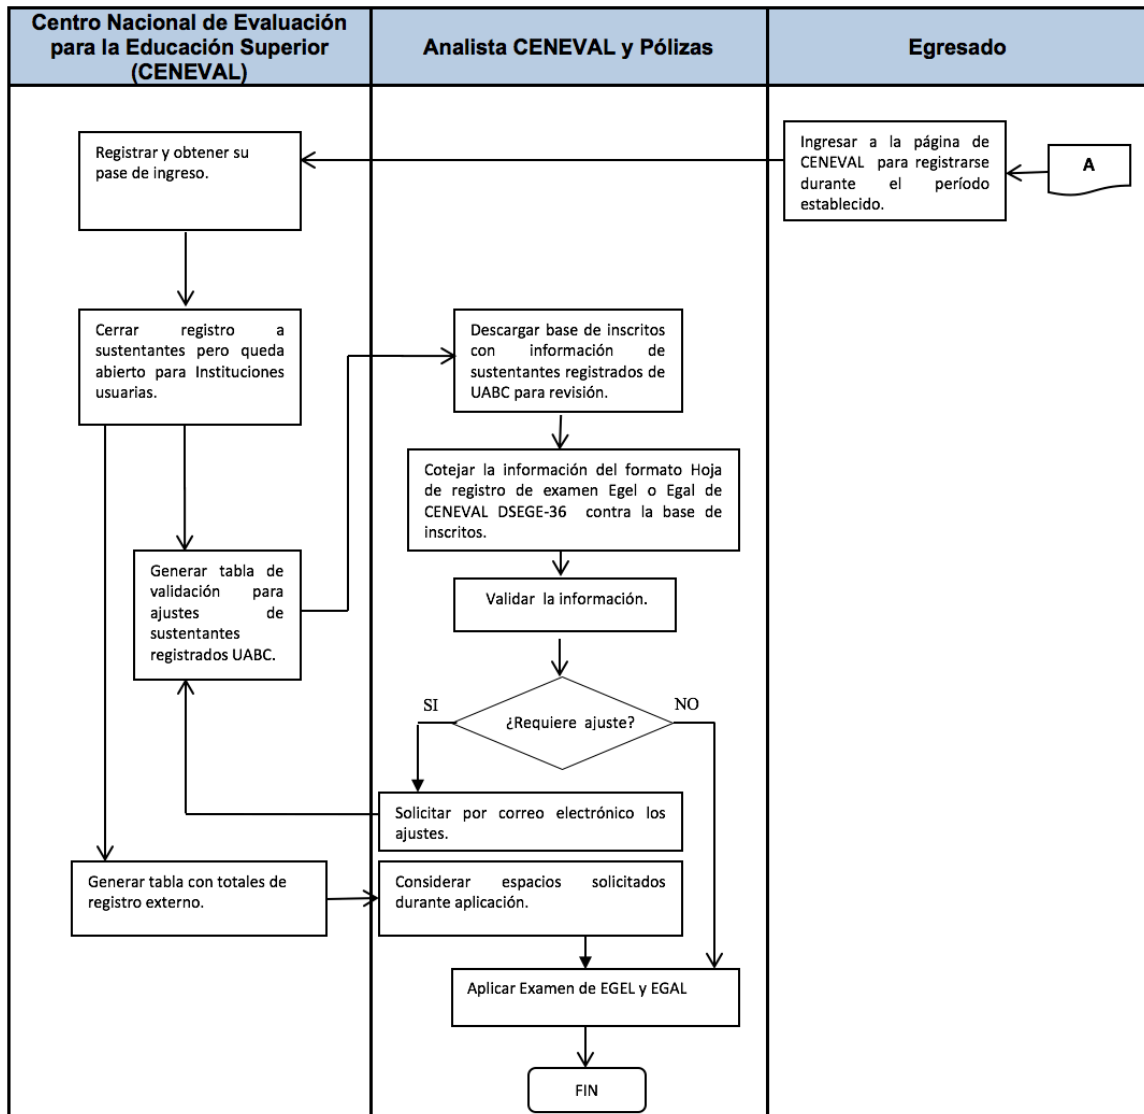 Centro Nacional de Evaluación
para la Educación Superior
(CENEVAL)
Analista CENEVAL y Pólizas
Egresado
Registrar y obtener su
pase de ingreso.
Ingresar a la página de
CENEVAL para registrarse
durante el período
establecido.
A
Cerrar registro a
sustentantes pero queda
abierto para Instituciones
usuarias.
Descargar base de inscritos
con información de
sustentantes registrados de
UABC para revisión.
Cotejar la información del formato Hoja
de registro de examen Egel o Egal de
CENEVAL DSEGE-36 contra la base de
inscritos.
Generar tabla de
validación para
ajustes de
sustentantes
registrados UABC.
Validar la información.
SI
¿Requiere ajuste?
NO
Solicitar por correo electrónico los
ajustes.
Generar tabla con totales de
registro externo.
Considerar espacios solicitados
durante aplicación.
Aplicar Examen de EGEL y EGAL
FIN